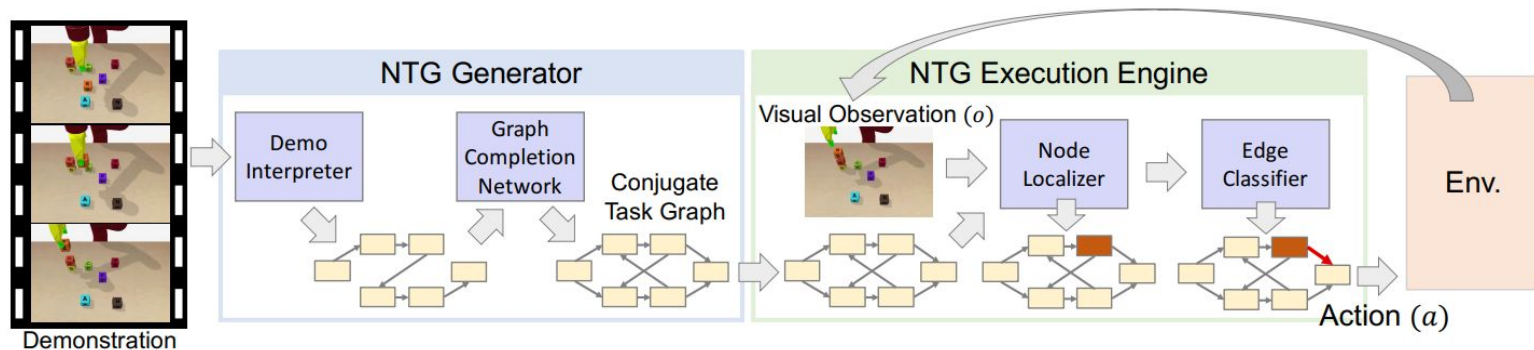 NTG Generator
NTG Execution Engine
Demo
Interpreter
Graph
Completion
Network
Conjugate
Task Graph
Visual Observation (o)
Node
Localizer
Edge
Classifier
Env.
Action (a)
Demonstration